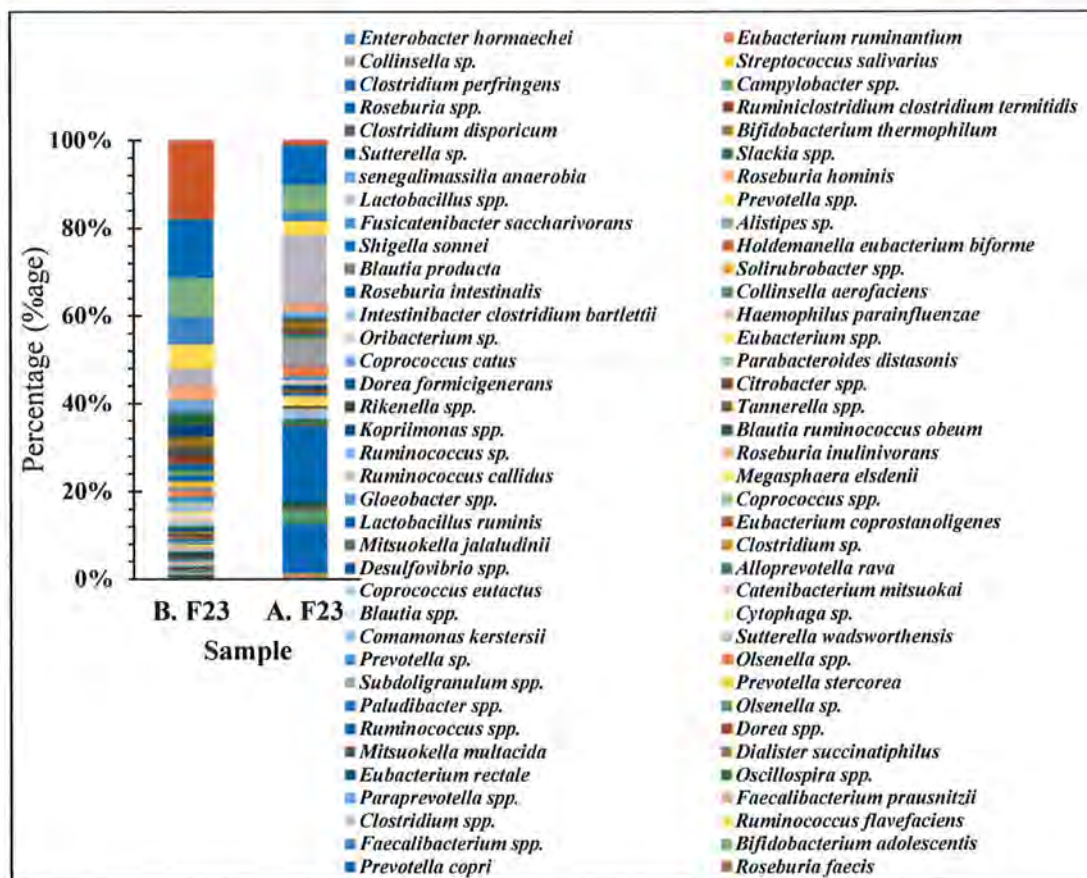 Enterobacter hormaechei Eubacterium ruminantium
Collinsella sp. Streptococcus salivarius
Clostridium perfringens Campylobacter spp.
Roseburia spp. Ruminiclostridium clostridium termitidis
Clostridium disporicum Bifidobacterium thermophilum
Sutterella sp. Slackia spp.
senegalimassilia anaerobia Roseburia hominis
Lactobacillus spp. Prevotella spp.
Fusicatenibacter saccharivorans Alistipes sp.
Shigella sonnei Holdemanella eubacterium biforme
Blautia producta Solirubrobacter spp.
Roseburia intestinalis Collinsella aerofaciens
Intestinibacter clostridium bartlettii Haemophilus parainfluenzae
Oribacterium sp. Eubacterium spp.
Coprococcus catus Parabacteroides distasonis
Dorea formicigenerans Citrobacter spp.
Rikenella spp. Tannerella spp.
Kopriimonas spp. Blautia ruminococcus obeum
Ruminococcus sp. Roseburia inulinivorans
Ruminococcus callidus Megasphaera elsdenii
Gloeobacter spp. Coprococcus spp.
Lactobacillus ruminis Eubacterium coprostanoligenes
Mitsuokella jalaludinii Clostridium sp.
Desulfovibrio spp. Alloprevotella rava
Coprococcus eutactus Catenibacterium mitsuokai
Blautia spp. Cytophaga sp.
Comamonas kerstersii Sutterella wadsworthensis
Prevotella sp. Olsenella spp.
Subdoligranulum spp. Prevotella stercorea
Paludibacter spp. Olsenella sp.
Ruminococcus spp. Dorea spp.
Mitsuokella multacida Dialister succinatiphilus
Eubacterium rectale Oscillospira spp.
Paraprevotella spp. Faecalibacterium prausnitzii
Clostridium spp. Ruminococcus flavefaciens
Faecalibacterium spp. Bifidobacterium adolescentis
Prevotella copri Roseburia faecis
Percentage (%age)
100%
80%
60%
40%
20%
0%
B. F23 A. F23
Sample